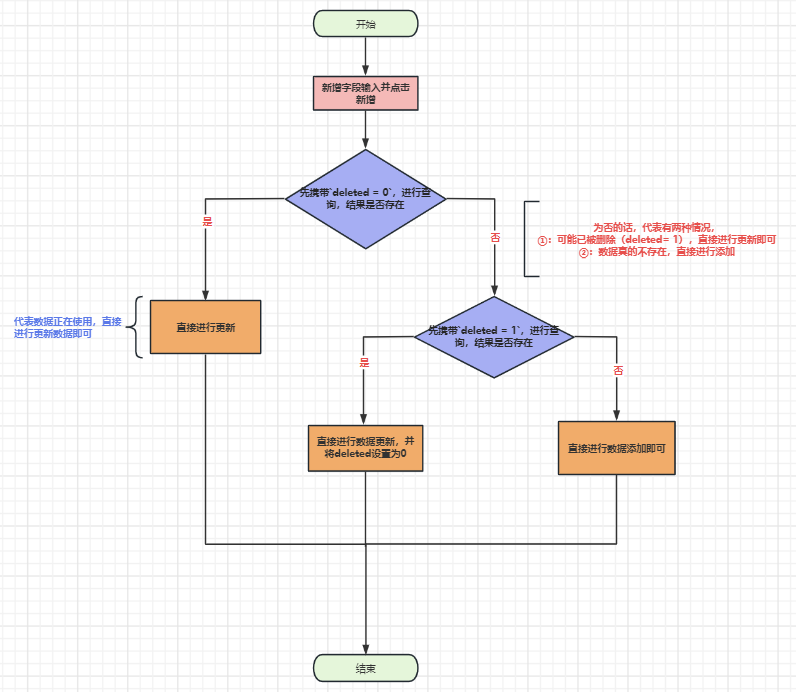 开始
新增字段输入并点击
新增
先携带`deleted = 0`，进行查
询，结果是否存在
是
否
为否的话，代表有两种情况，
①：可能已被删除（deleted= 1），直接进行更新即可
②：数据真的不存在，直接进行添加
代表数据正在使用，直接
进行更新数据即可
直接进行更新
先携带`deleted = 1`，进行查
询，结果是否存在
是
否
直接进行数据更新，并
将deleted设置为0
直接进行数据添加即可
结束